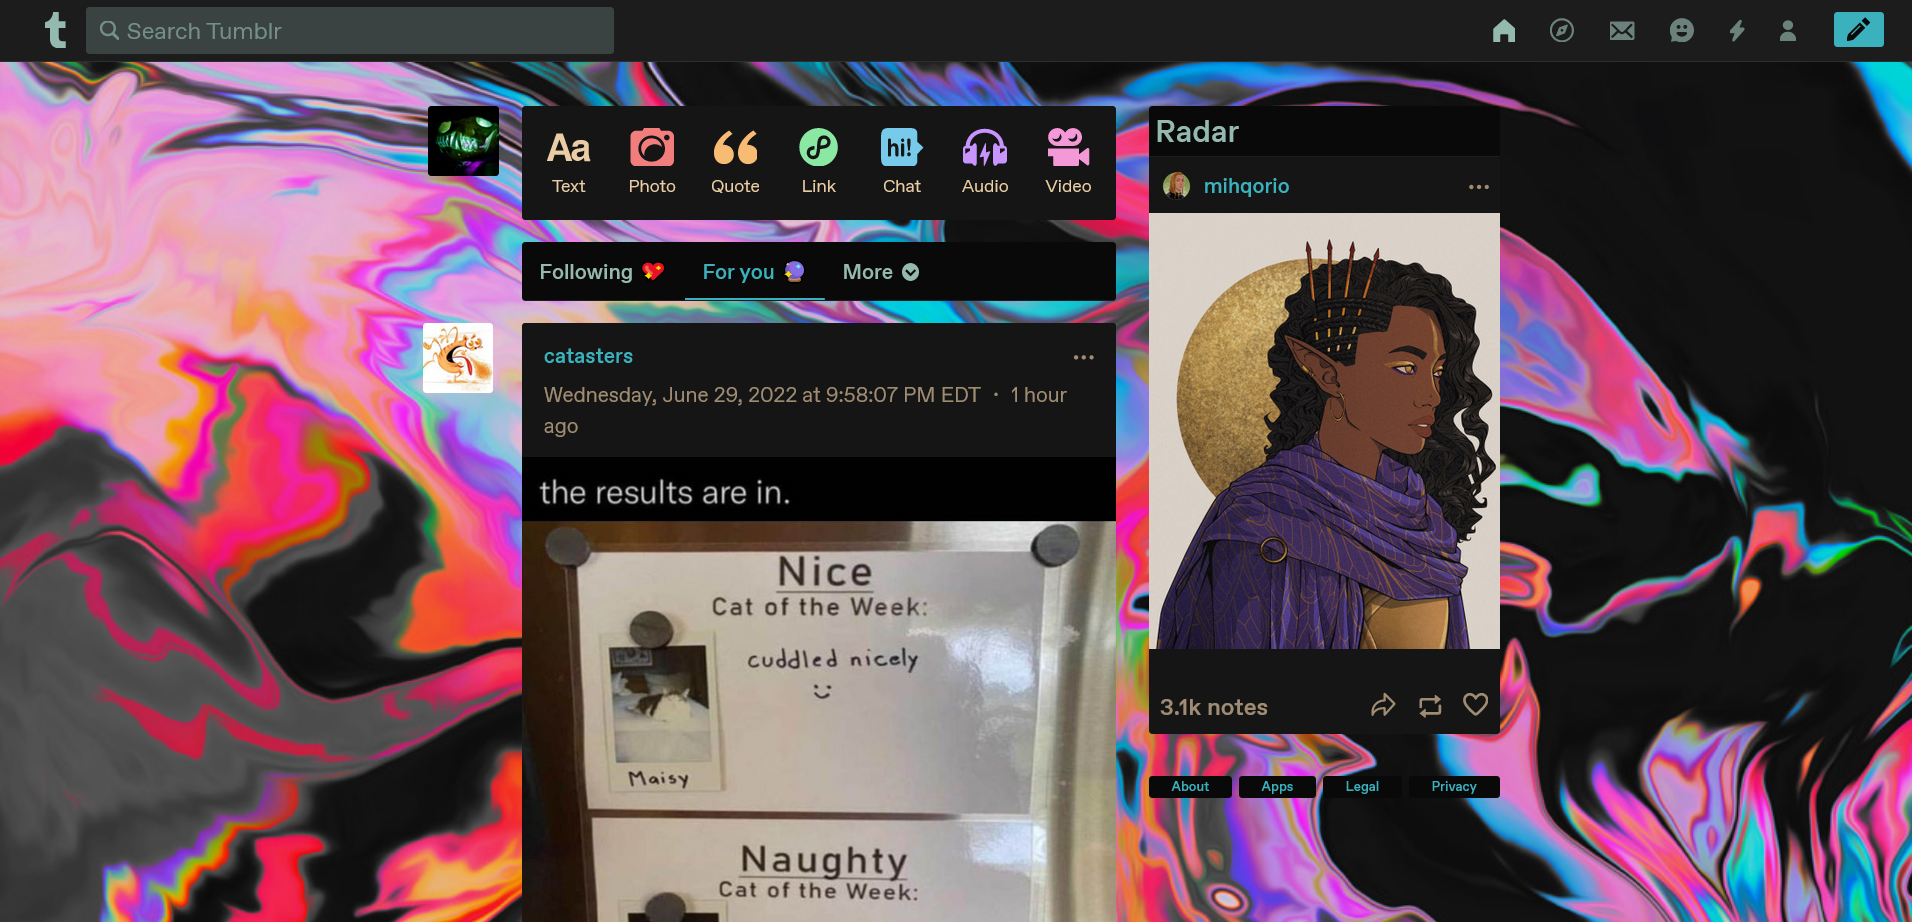 t
Search Tumblr
Aa
hi!
Text
Photo
Quote
Link
Chat
Audio
Video
Following
For you
More
catasters
Wednesday, June 29, 2022 at 9:58:07 PM EDT · 1 hour
ago
the results are in.
Nice
Cat of the Week:
cuddled nicely
Maisy
Naughty
Cat of the Week:
Radar
mihqorio
3.1k notes
About
Apps
Legal
Privacy